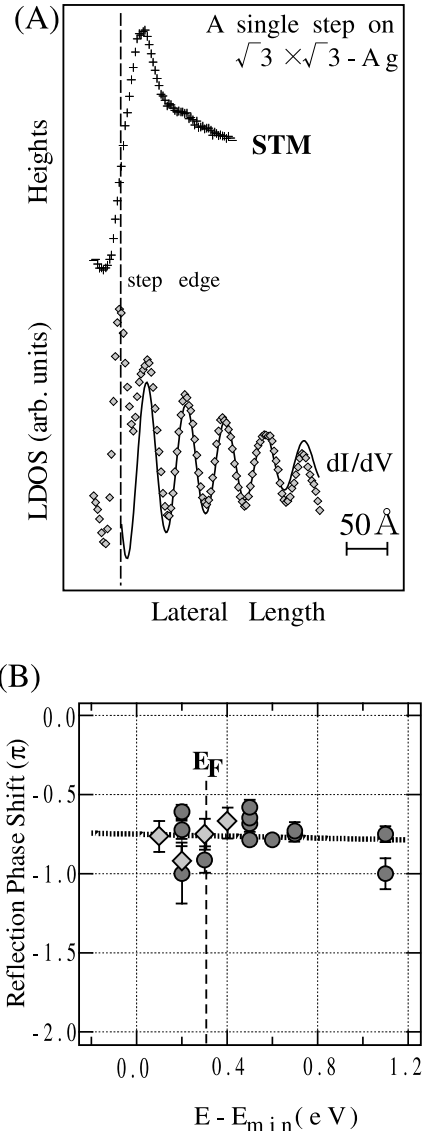 (A)
A single step on
√3 ×√3 - A g
STM
Heights
step edge
LDOS (arb. units)
dI/dV
50 Å
Lateral Length
(B)
0.0
-0.5
-1.0
-1.5
-2.0
Reflection Phase Shift (π)
EF
0.0 0.4 0.8 1.2
E - Emin (eV)